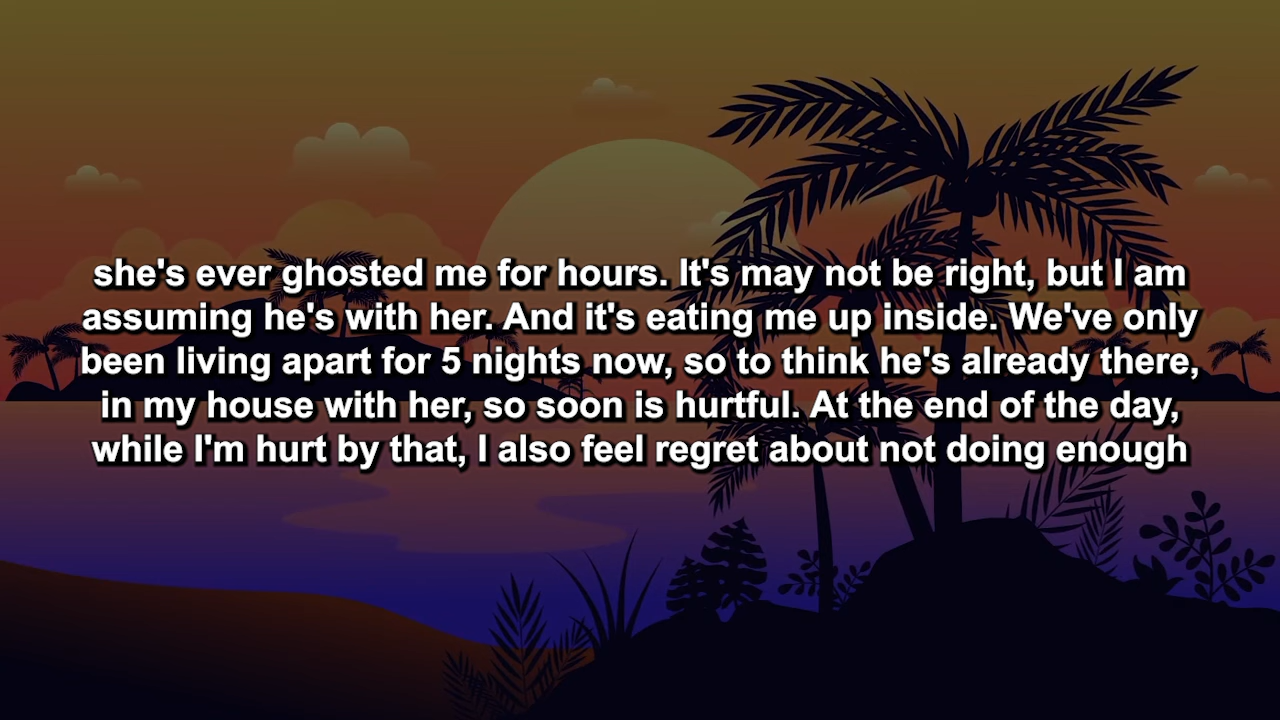 she's ever ghosted me for hours. It's may not be right, but I am
assuming he's with her. And it's eating me up inside. We've only
been living apart for 5 nights now, so to think he's already there,
in my house with her, so soon is hurtful. At the end of the day,
while I'm hurt by that, I also feel regret about not doing enough